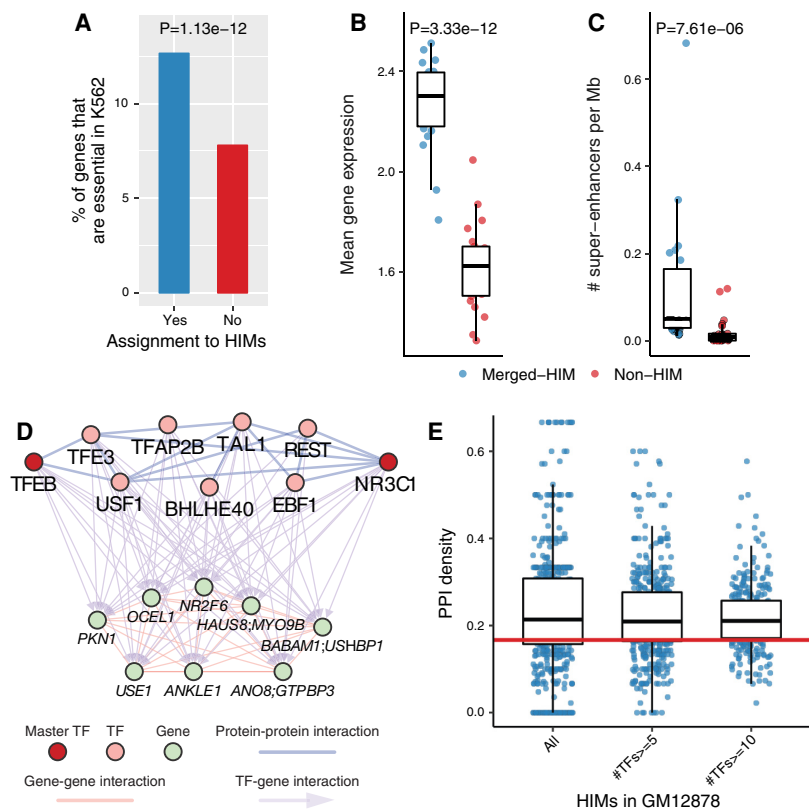 A
P=1.13e−12
% of genes that
are essential in K562
10
5
0
Yes
No
Assignment to HIMs
B
P=3.33e−12
Mean gene expression
2.4
2.0
1.6
C
P=7.61e−06
# super−enhancers per Mb
0.6
0.4
0.2
0.0
Merged−HIM
Non−HIM
D
TFEB
TFE3
TFAP2B
TAL1
REST
NR3C1
USF1
BHLHE40
EBF1
PKN1
OCEL1
NR2F6
HAUS8;MYO9B
BABAM1;USHBP1
USE1
ANKLE1
ANO8;GTPBP3
Master TF
TF
Gene
Protein−protein interaction
Gene−gene interaction
TF−gene interaction
E
PPI density
0.6
0.4
0.2
0.0
All
#TFs>=5
#TFs>=10
HIMs in GM12878